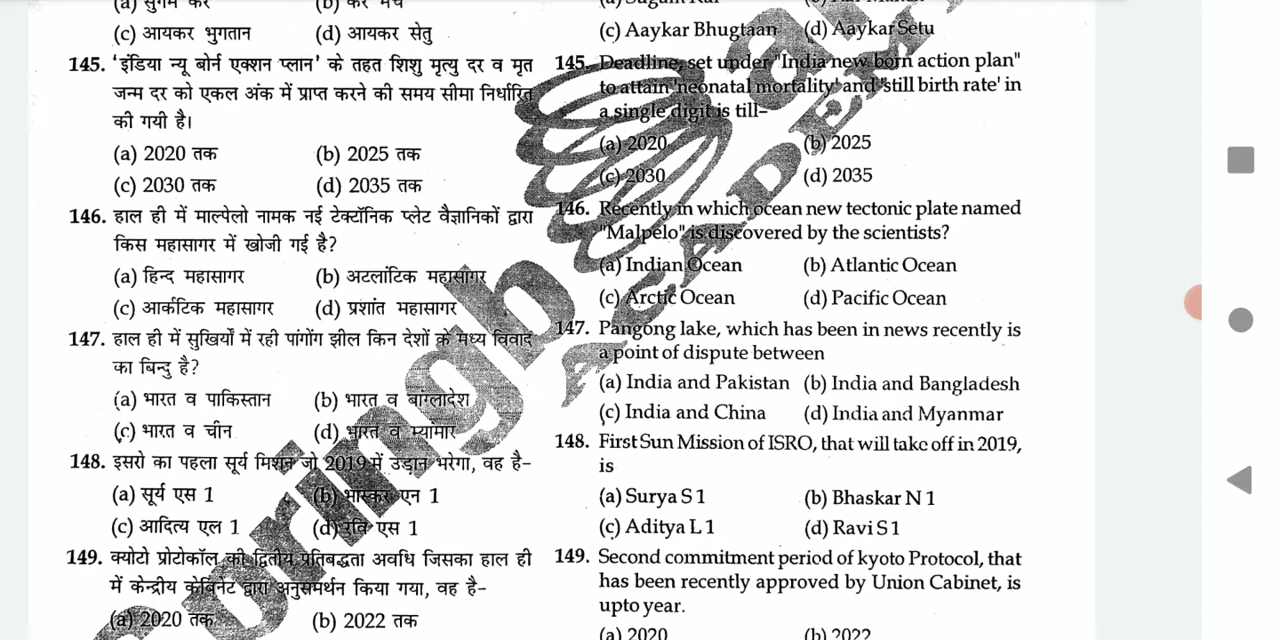 (a) सुगम कर (b) कर मंच
(c) आयकर भुगतान (d) आयकर सेतु
145. 'इंडिया न्यू बोर्न एक्शन प्लान' के तहत शिशु मृत्यु दर व मृत
जन्म दर को एकल अंक में प्राप्त करने की समय सीमा निर्धारित
की गयी है।
(a) 2020 तक (b) 2025 तक
(c) 2030 तक (d) 2035 तक
146. हाल ही में माल्पेलो नामक नई टेक्टॉनिक प्लेट वैज्ञानिकों द्वारा
किस महासागर में खोजी गई है?
(a) हिन्द महासागर (b) अटलांटिक महासागर
(c) आर्कटिक महासागर (d) प्रशांत महासागर
147. हाल ही में सुर्खियों में रही पांगोंग झील किन देशों के मध्य विवाद
का बिन्दु है?
(a) भारत व पाकिस्तान (b) भारत व बांग्लादेश
(c) भारत व चीन (d) भारत व म्यामार
148. इसरो का पहला सूर्य मिशन जो 2019 में उड़ान भरेगा, वह है-
(a) सूर्य एस 1 (b) भास्कर एन 1
(c) आदित्य एल 1 (d) रवि एस 1
149. क्योटो प्रोटोकॉल की द्वितीय प्रतिबद्धता अवधि जिसका हाल ही
में केन्द्रीय केबिनेट द्वारा अनुसमर्थन किया गया, वह है-
(a) 2020 तक (b) 2022 तक
(a) Sugam Kar
(c) Aaykar Bhugtaan (d) Aaykar Setu
145. Deadline, set under "India new born action plan"
to attain 'neonatal mortality' and 'still birth rate' in
a single digit is till–
(a) 2020 (b) 2025
(c) 2030 (d) 2035
146. Recently in which ocean new tectonic plate named
"Malpelo" is discovered by the scientists?
(a) Indian Ocean (b) Atlantic Ocean
(c) Arctic Ocean (d) Pacific Ocean
147. Pangong lake, which has been in news recently is
a point of dispute between
(a) India and Pakistan (b) India and Bangladesh
(c) India and China (d) India and Myanmar
148. First Sun Mission of ISRO, that will take off in 2019,
is
(a) Surya S 1 (b) Bhaskar N 1
(c) Aditya L 1 (d) Ravi S 1
149. Second commitment period of kyoto Protocol, that
has been recently approved by Union Cabinet, is
upto year.
(a) 2020 (b) 2022
ACADEMY